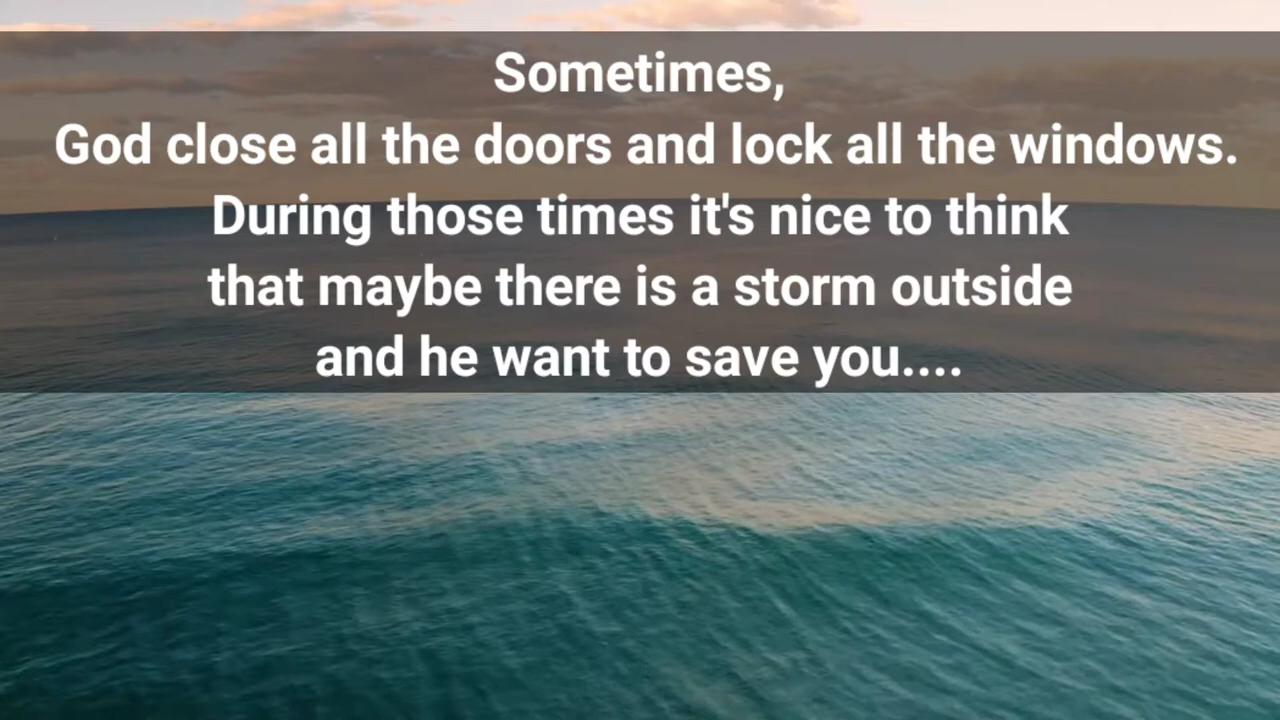 Sometimes,
God close all the doors and lock all the windows.
During those times it's nice to think
that maybe there is a storm outside
and he want to save you....